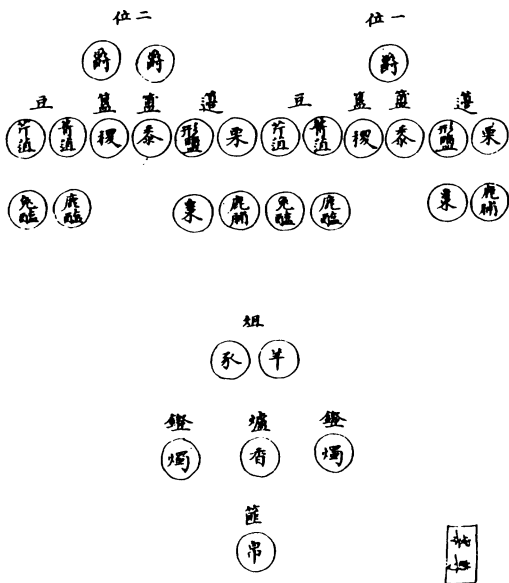 一位 二位
爵 爵 爵
籩 簠 簋 豆 籩 簠 簋 豆
栗 形鹽 黍 稷 菁菹 芹菹 栗 形鹽 黍 稷 菁菹 芹菹
鹿脯 棗 鹿醢 兔醢 鹿脯 棗 鹿醢 兔醢
俎
羊 豕
鐙 爐 鐙
燭 香 燭
篚
帛